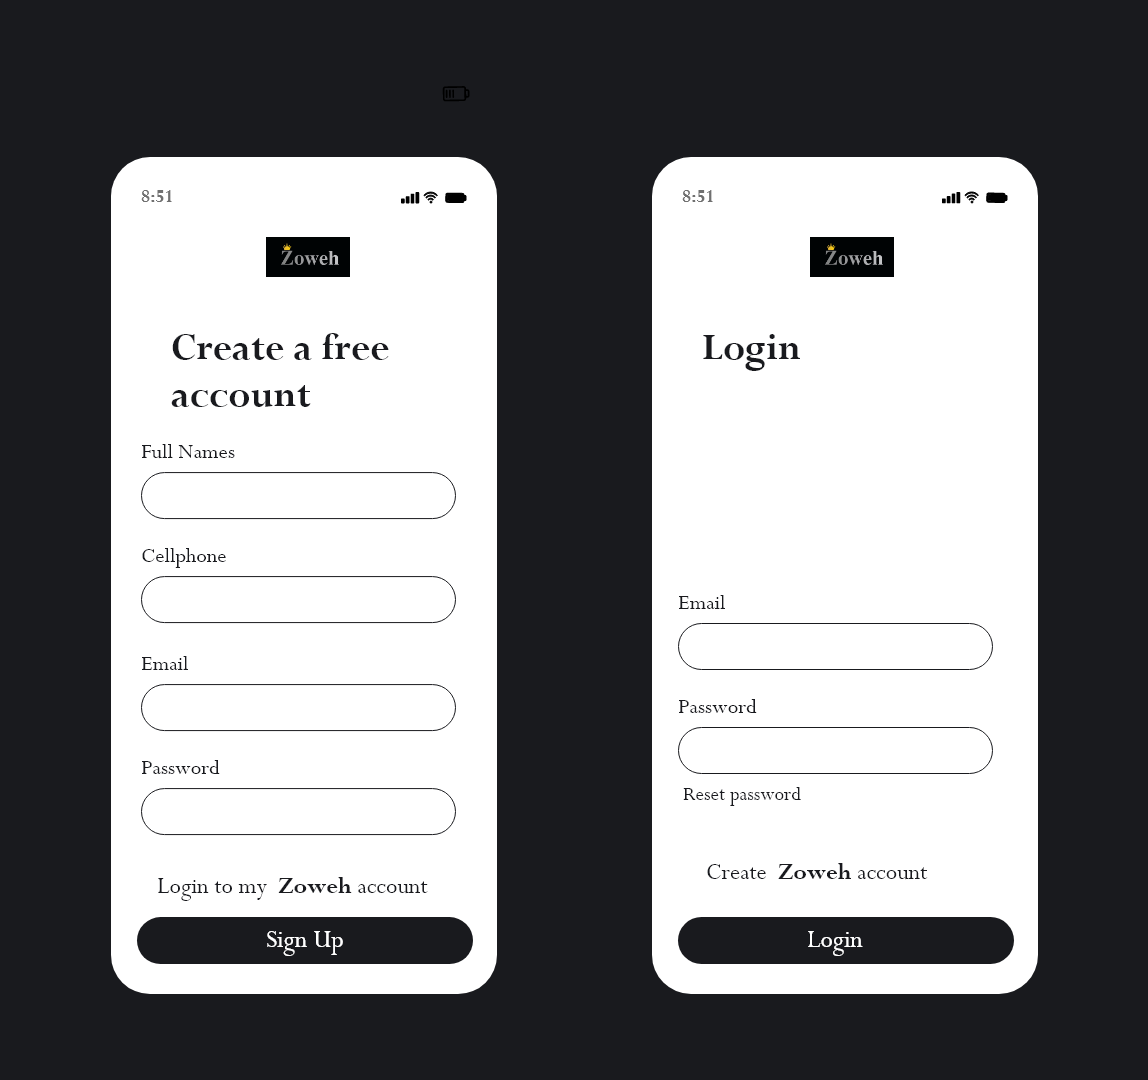 8:51
Zoweh
Create a free
account
Full Names
Cellphone
Email
Password
Login to my Zoweh account
Sign Up
8:51
Zoweh
Login
Email
Password
Reset password
Create Zoweh account
Login